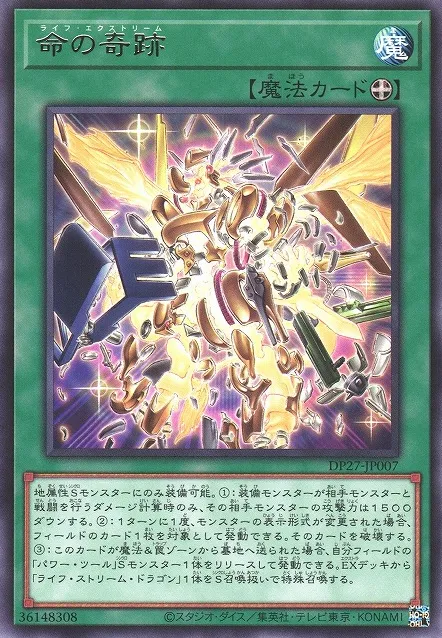 ライフ・エクストリーム
命の奇跡
魔
【魔法カード】
DP27-JP007
地属性Sモンスターにのみ装備可能。①:装備モンスターが相手モンスターと
戦闘を行うダメージ計算時のみ、その相手モンスターの攻撃力は1500
ダウンする。②:1ターンに1度、モンスターの表示形式が変更された場合、
フィールドのカード1枚を対象として発動できる。そのカードを破壊する。
③:このカードが魔法&罠ゾーンから墓地へ送られた場合、自分フィールドの
「パワー・ツール」Sモンスター1体をリリースして発動できる。EXデッキから
「ライフ・ストリーム・ドラゴン」1体をS召喚扱いで特殊召喚する。
36148308
©スタジオ・ダイス/集英社・テレビ東京・KONAMI